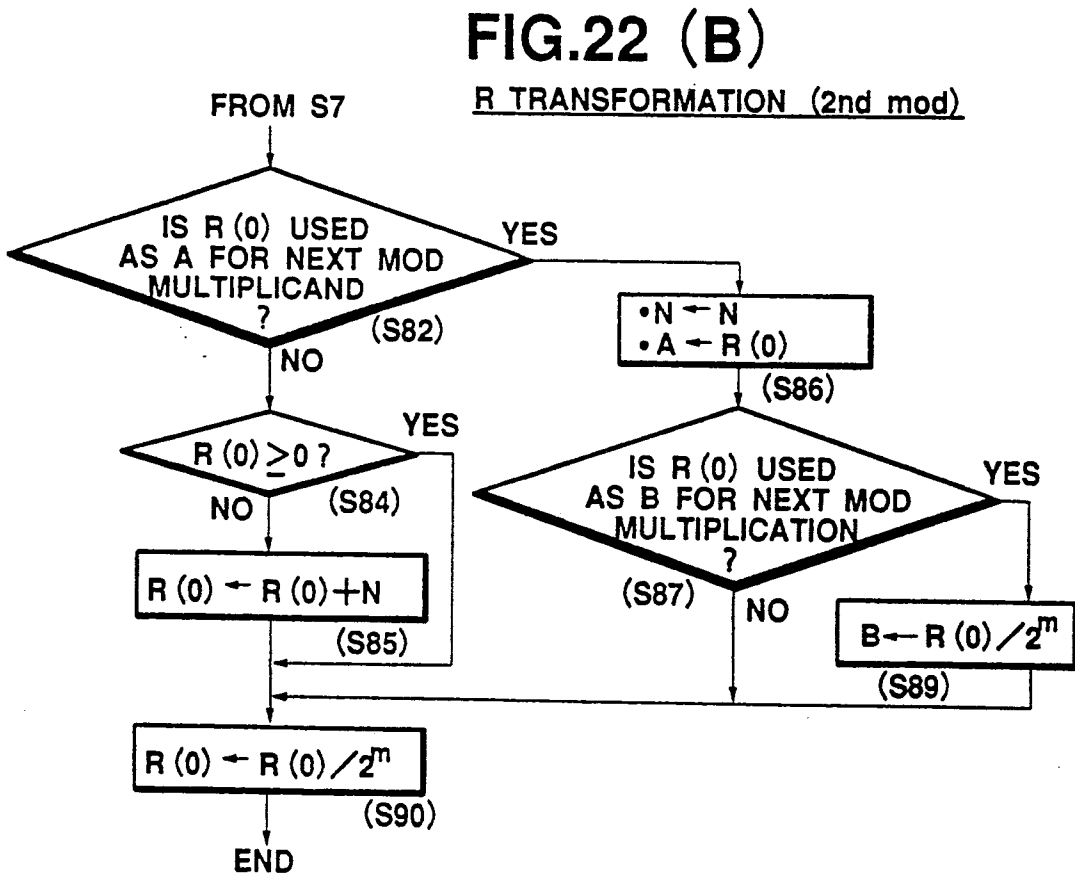 FIG.22 (B)
R TRANSFORMATION (2nd mod)
FROM S7
IS R(0) USED
AS A FOR NEXT MOD
MULTIPLICAND
?
(S82)
YES
NO
R(0) ≥ 0 ?
(S84)
YES
NO
R(0) ← R(0)+N
(S85)
•N ← N
•A ← R(0)
(S86)
IS R(0) USED
AS B FOR NEXT MOD
MULTIPLICATION
?
(S87)
YES
NO
B ← R(0)/2^m
(S89)
R(0) ← R(0)/2^m
(S90)
END